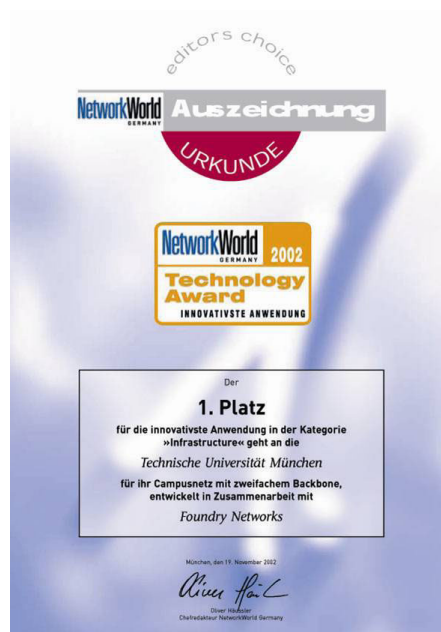 editors choice
NetworkWorld
GERMANY
Auszeichnung
URKUNDE
NetworkWorld
GERMANY
2002
Technology
Award
INNOVATIVSTE ANWENDUNG
Der
1. Platz
für die innovativste Anwendung in der Kategorie
»Infrastructure« geht an die
Technische Universität München
für ihr Campusnetz mit zweifachem Backbone,
entwickelt in Zusammenarbeit mit
Foundry Networks
München, den 19. November 2002
Oliver Häussler
Chefredakteur NetworkWorld Germany